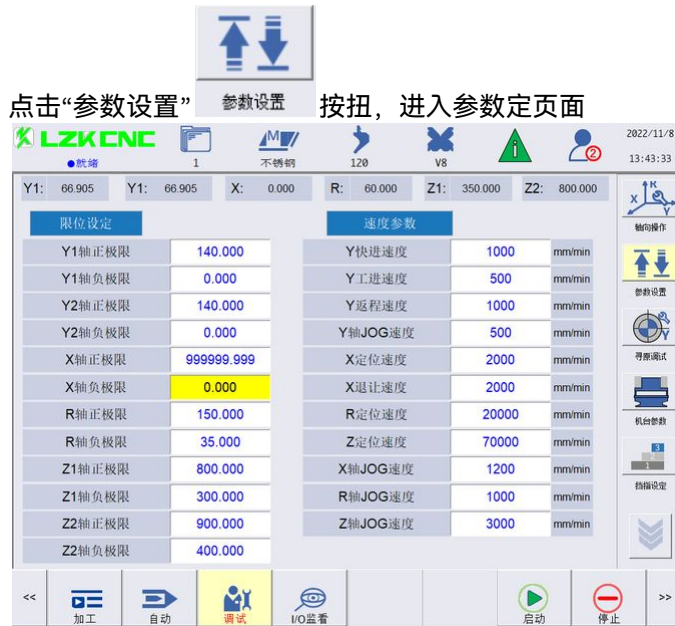 参数设置
点击“参数设置” 按扭，进入参数定页面
LZK CNC
●就绪 1 不锈钢 120 V8 ② 2022/11/8
13:43:33
Y1: 66.905 Y1: 66.905 X: 0.000 R: 60.000 Z1: 350.000 Z2: 800.000
限位设定 速度参数
Y1轴正极限 140.000 Y快进速度 1000 mm/min
Y1轴负极限 0.000 Y工进速度 500 mm/min
Y2轴正极限 140.000 Y返程速度 1000 mm/min
Y2轴负极限 0.000 Y轴JOG速度 500 mm/min
X轴正极限 999999.999 X定位速度 2000 mm/min
X轴负极限 0.000 X退让速度 2000 mm/min
R轴正极限 150.000 R定位速度 20000 mm/min
R轴负极限 35.000 Z定位速度 70000 mm/min
Z1轴正极限 800.000 X轴JOG速度 1200 mm/min
Z1轴负极限 300.000 R轴JOG速度 1000 mm/min
Z2轴正极限 900.000 Z轴JOG速度 3000 mm/min
Z2轴负极限 400.000
X R Y
轴向操作
参数设置
Y
寻原调试
机台参数
3
2
1
挡指设定
<< 加工 自动 调试 I/O监看 启动 停止 >>